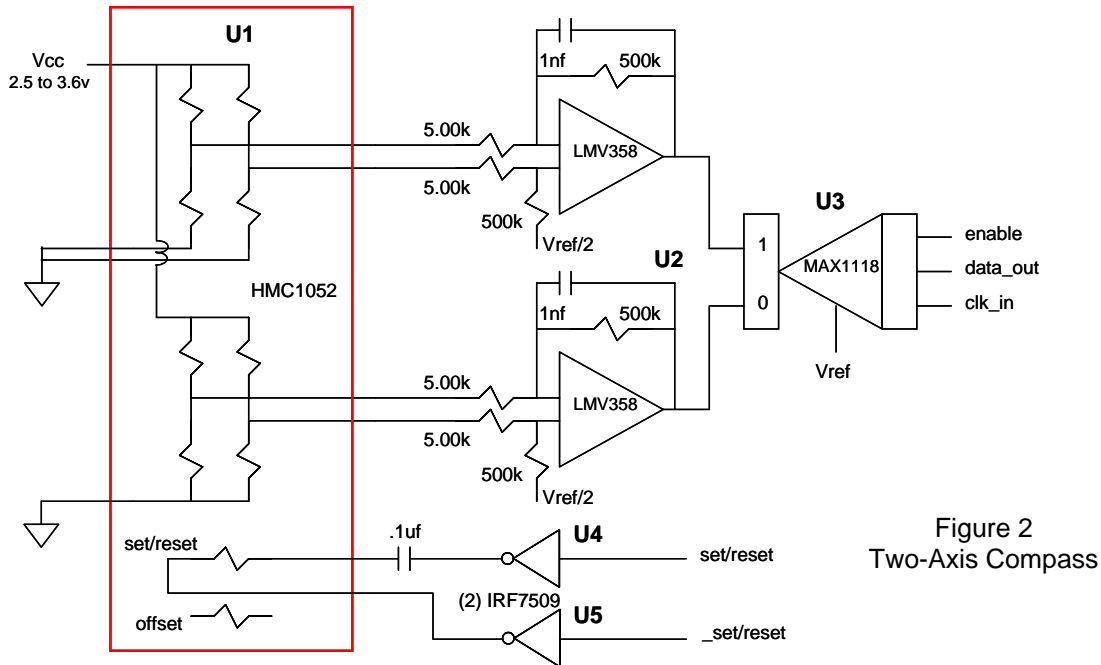 U1
Vcc
2.5 to 3.6v
HMC1052
1nf
500k
5.00k
LMV358
5.00k
500k
Vref/2
U2
1nf
500k
5.00k
LMV358
5.00k
500k
Vref/2
U3
1
0
MAX1118
enable
data_out
clk_in
Vref
set/reset
.1uf
U4
set/reset
(2) IRF7509
offset
U5
_set/reset
Figure 2
Two-Axis Compass